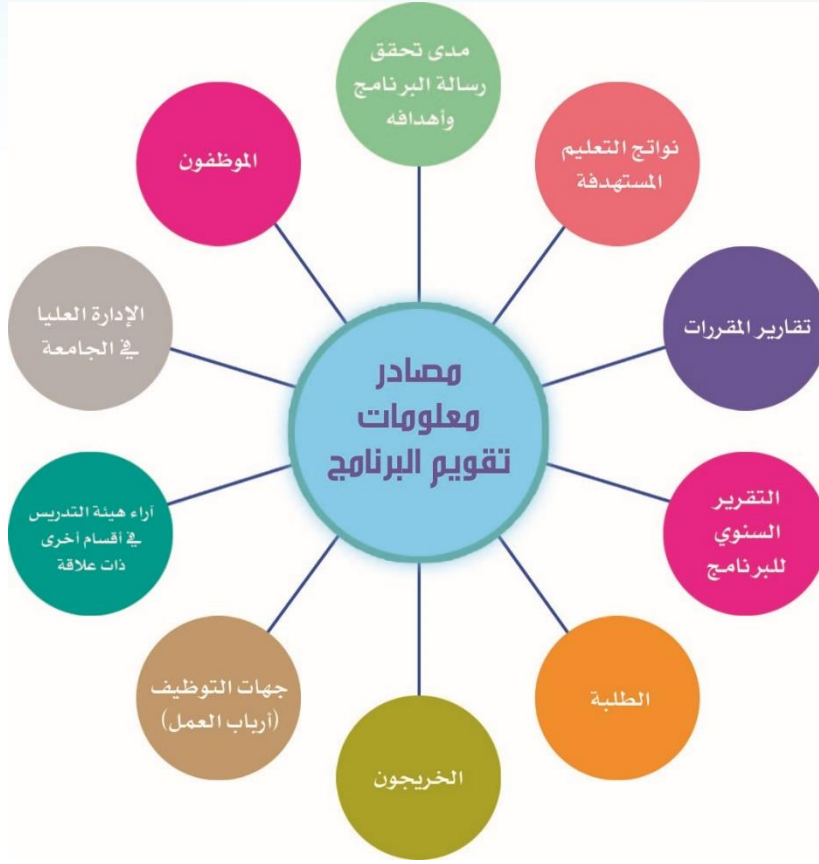 مدى تحقق
رسالة البرنامج
وأهدافه
نواتج التعليم
المستهدفة
تقارير المقررات
التقرير
السنوي
للبرنامج
الطلبة
الخريجون
جهات التوظيف
(أرباب العمل)
آراء هيئة التدريس
في أقسام أخرى
ذات علاقة
الإدارة العليا
في الجامعة
الموظفون
مصادر
معلومات
تقويم البرنامج